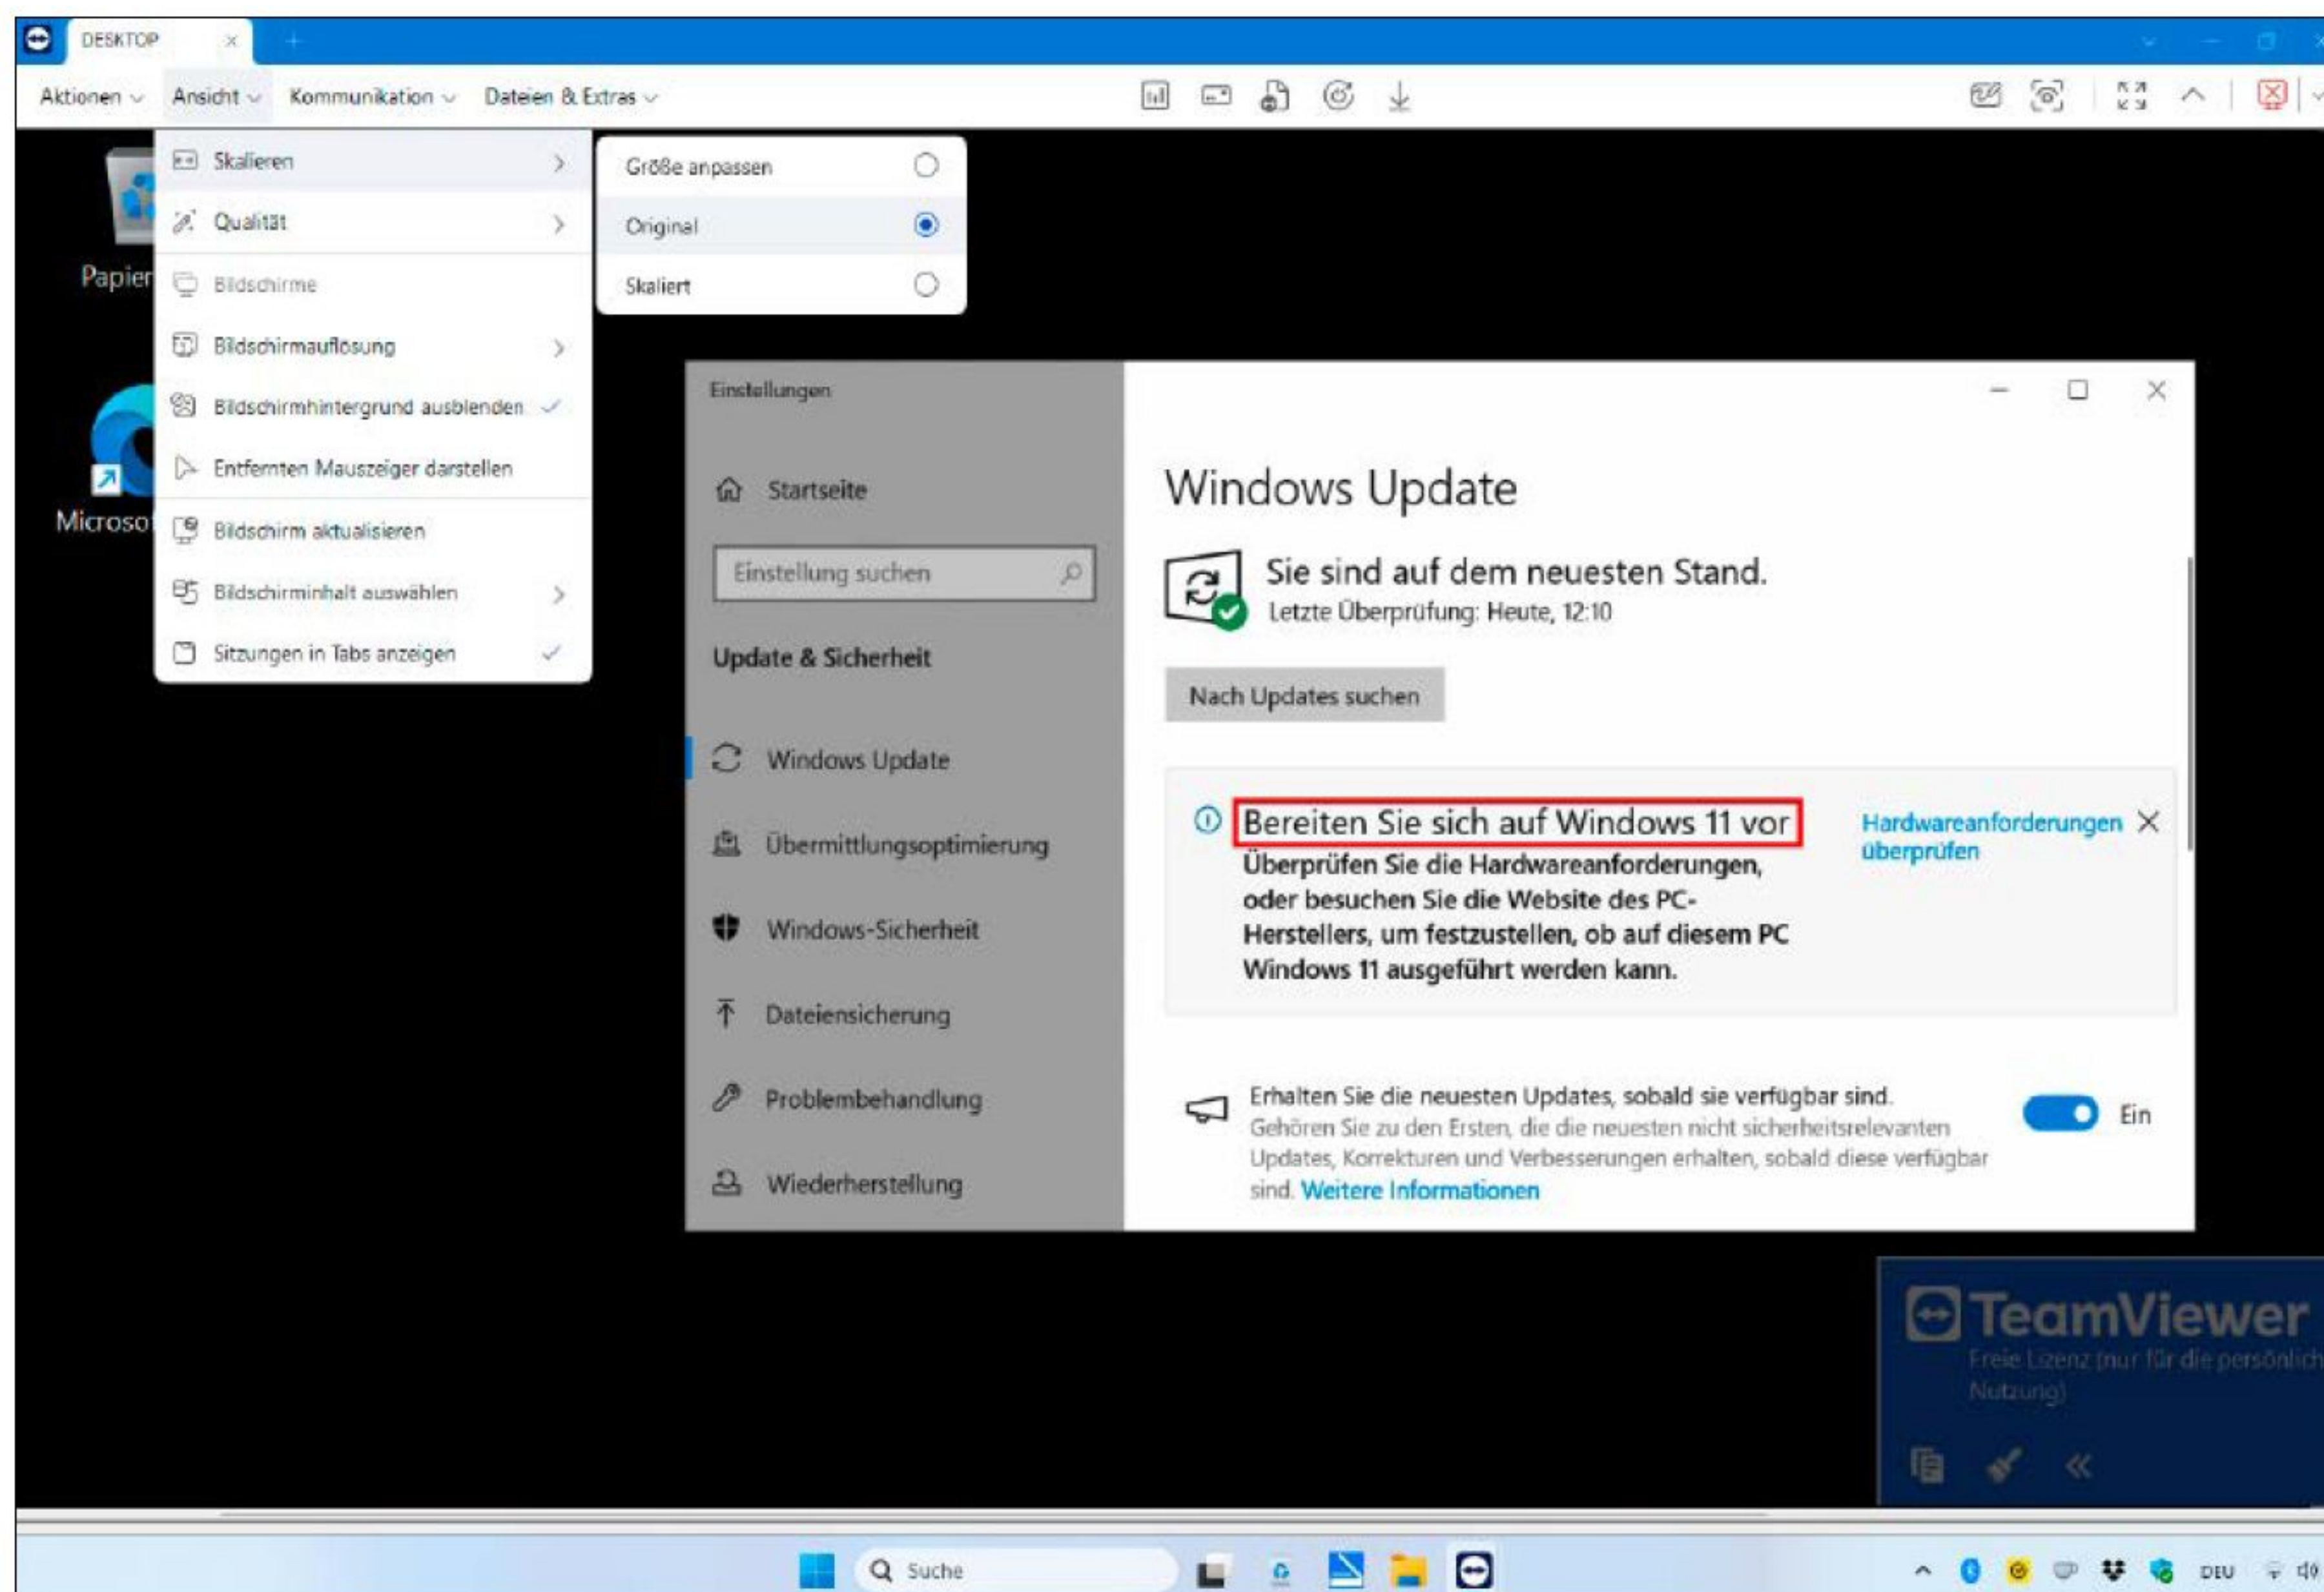 DESKTOP
Aktionen Ansicht Kommunikation Dateien & Extras
Skalieren
Qualität
Bildschirme
Bildschirmauflösung
Bildschirmhintergrund ausblenden
Entfernten Mauszeiger darstellen
Bildschirm aktualisieren
Bildschirminhalt auswählen
Sitzungen in Tabs anzeigen
Größe anpassen
Original
Skaliert
Papier
Microso
Einstellungen
Startseite
Einstellung suchen
Update & Sicherheit
Windows Update
Übermittlungsoptimierung
Windows-Sicherheit
Dateiensicherung
Problembehandlung
Wiederherstellung
Windows Update
Sie sind auf dem neuesten Stand.
Letzte Überprüfung: Heute, 12:10
Nach Updates suchen
Bereiten Sie sich auf Windows 11 vor
Überprüfen Sie die Hardwareanforderungen,
oder besuchen Sie die Website des PC-
Herstellers, um festzustellen, ob auf diesem PC
Windows 11 ausgeführt werden kann.
Hardwareanforderungen
überprüfen
Erhalten Sie die neuesten Updates, sobald sie verfügbar sind.
Gehören Sie zu den Ersten, die die neuesten nicht sicherheitsrelevanten
Updates, Korrekturen und Verbesserungen erhalten, sobald diese verfügbar
sind. Weitere Informationen
Ein
TeamViewer
Freie Lizenz (nur für die persönlich
Nutzung)
Suche
DEU